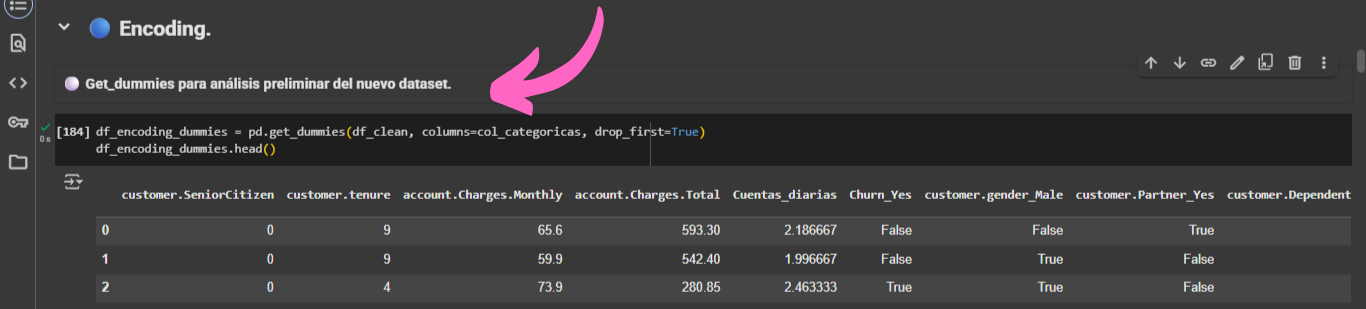 Encoding.
Get_dummies para análisis preliminar del nuevo dataset.
[184] df_encoding_dummies = pd.get_dummies(df_clean, columns=col_categoricas, drop_first=True)
0s df_encoding_dummies.head()
customer.SeniorCitizen customer.tenure account.Charges.Monthly account.Charges.Total Cuentas_diarias Churn_Yes customer.gender_Male customer.Partner_Yes customer.Dependent
0 0 9 65.6 593.30 2.186667 False False True
1 0 9 59.9 542.40 1.996667 False True False
2 0 4 73.9 280.85 2.463333 True True False